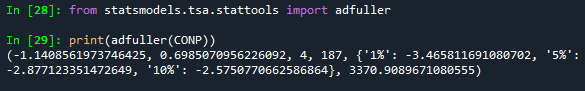 In [28]: from statsmodels.tsa.stattools import adfuller
In [29]: print(adfuller(CONP))
(-1.1408561973746425, 0.6985070956226092, 4, 187, {'1%': -3.465811691080702, '5%':
-2.877123351472649, '10%': -2.5750770662586864}, 3370.9089671080555)